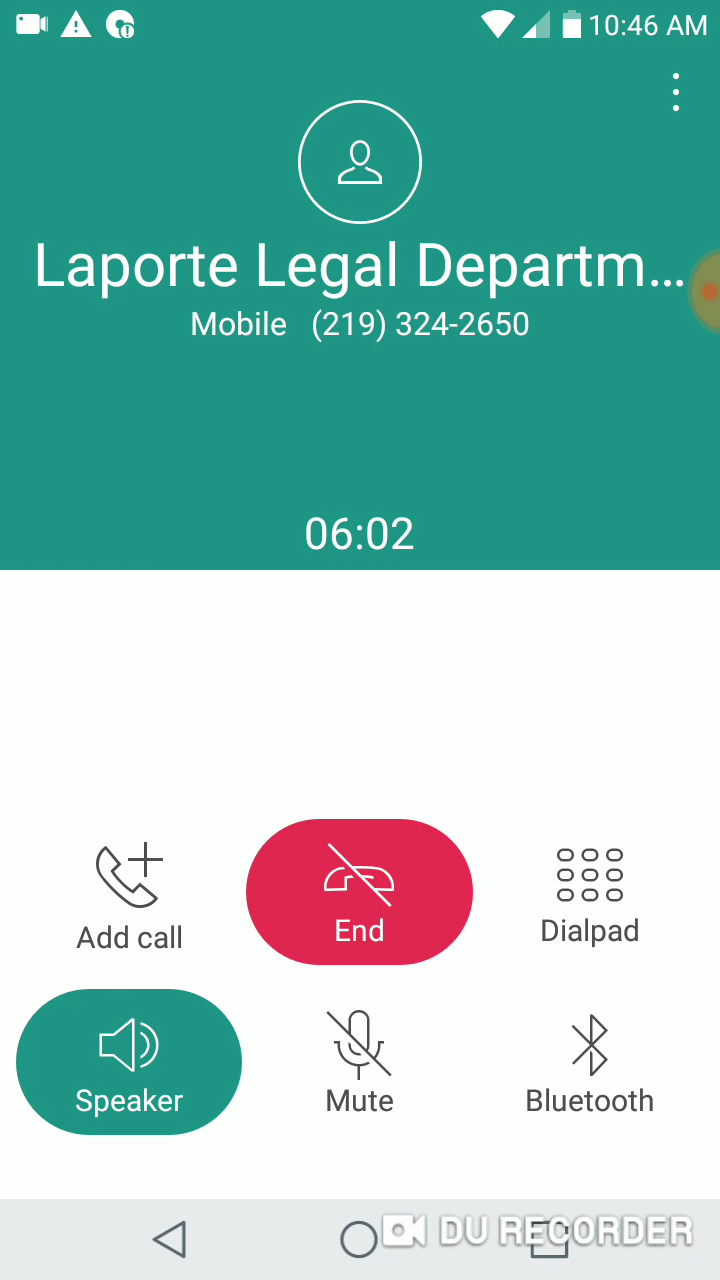 10:46 AM
Laporte Legal Departm...
Mobile (219) 324-2650
06:02
Add call
End
Dialpad
Speaker
Mute
Bluetooth
DU RECORDER